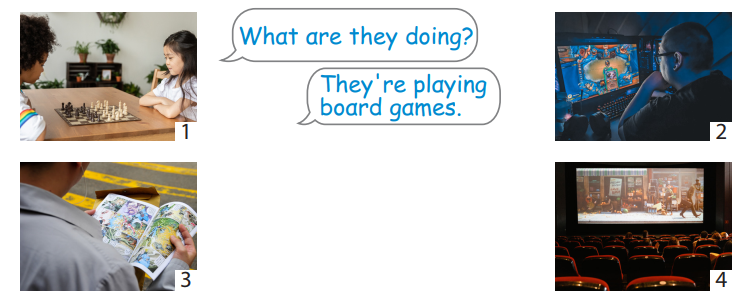 What are they doing?
They're playing
board games.
1
2
3
4